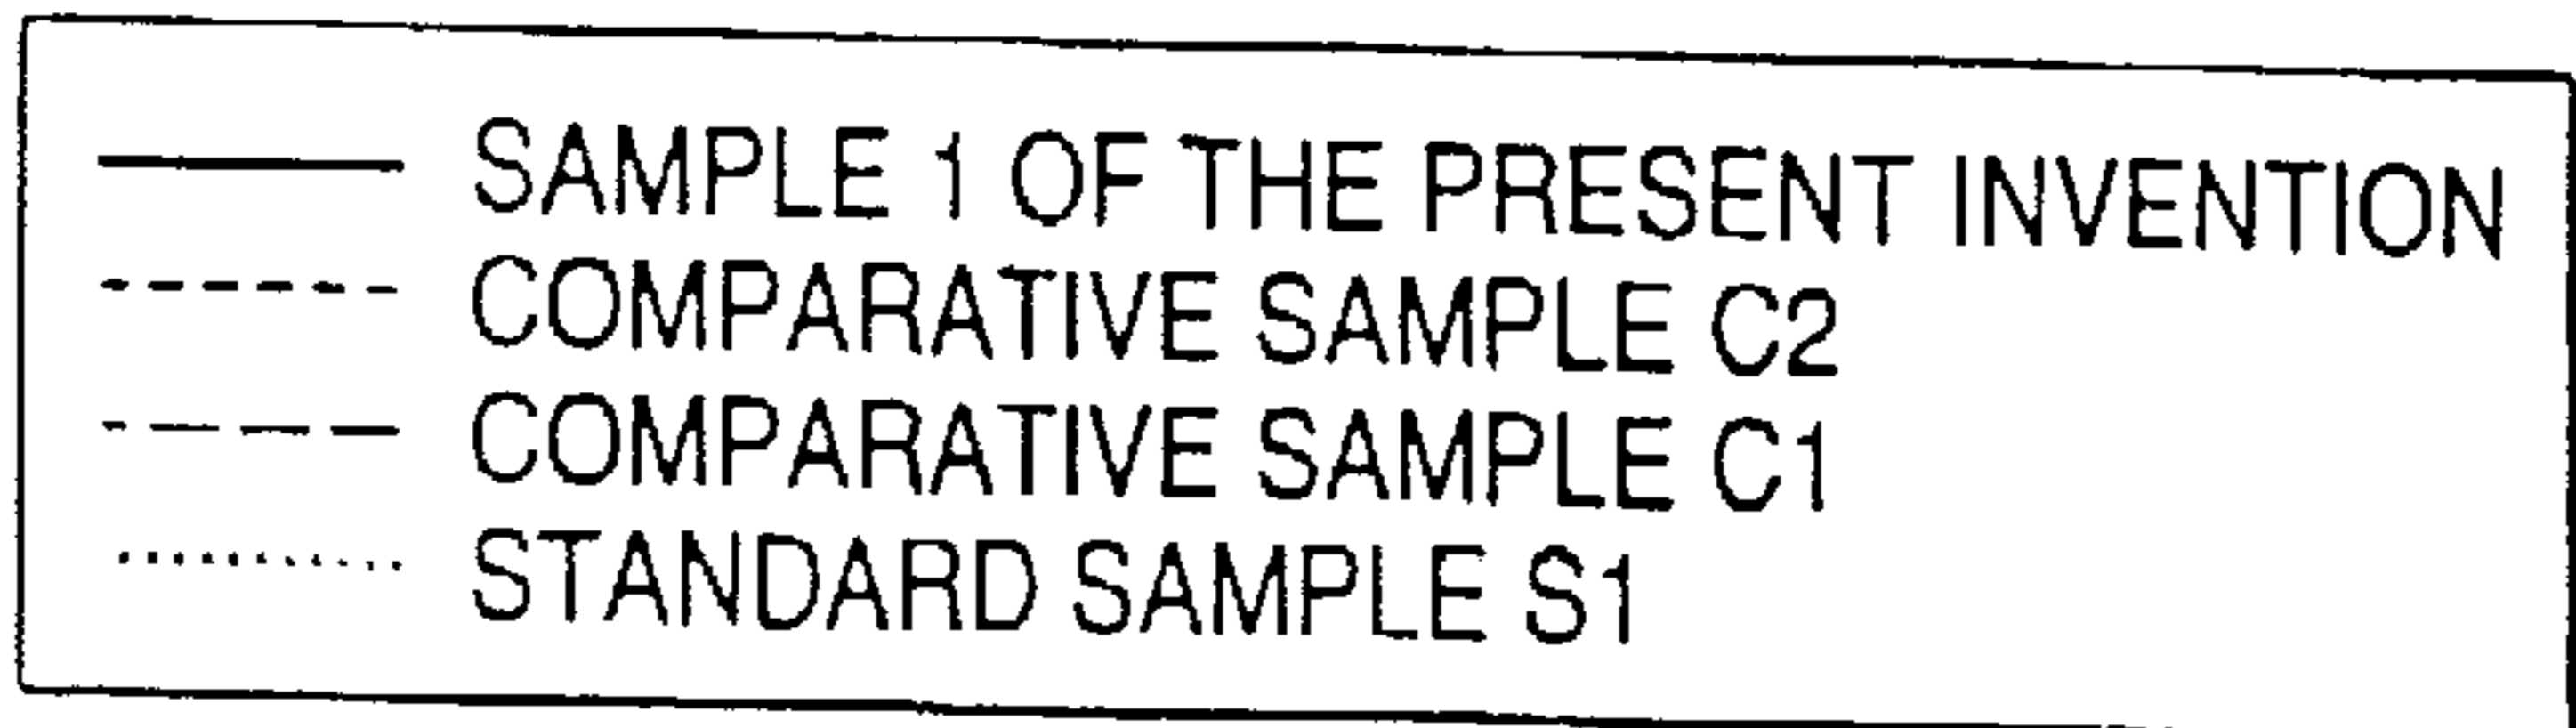 SAMPLE 1 OF THE PRESENT INVENTION
COMPARATIVE SAMPLE C2
COMPARATIVE SAMPLE C1
STANDARD SAMPLE S1